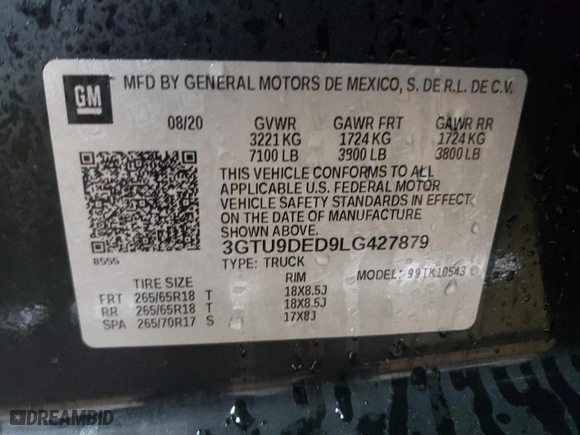 GM
MFD BY GENERAL MOTORS DE MEXICO, S. DE R.L. DE C.V.
08/20 GVWR GAWR FRT GAWR RR
3221 KG 1724 KG 1724 KG
7100 LB 3800 LB 3800 LB
THIS VEHICLE CONFORMS TO ALL
APPLICABLE U.S. FEDERAL MOTOR
VEHICLE SAFETY STANDARDS IN EFFECT
ON THE DATE OF MANUFACTURE
SHOWN ABOVE.
3GTU9DED9LG427879
8555
TYPE: TRUCK
MODEL: 99TK10543
TIRE SIZE RIM
FRT 265/65R18 T 18X8.5J
RR 265/65R18 T 18X8.5J
SPA 265/70R17 S 17X8J
DREAMBID